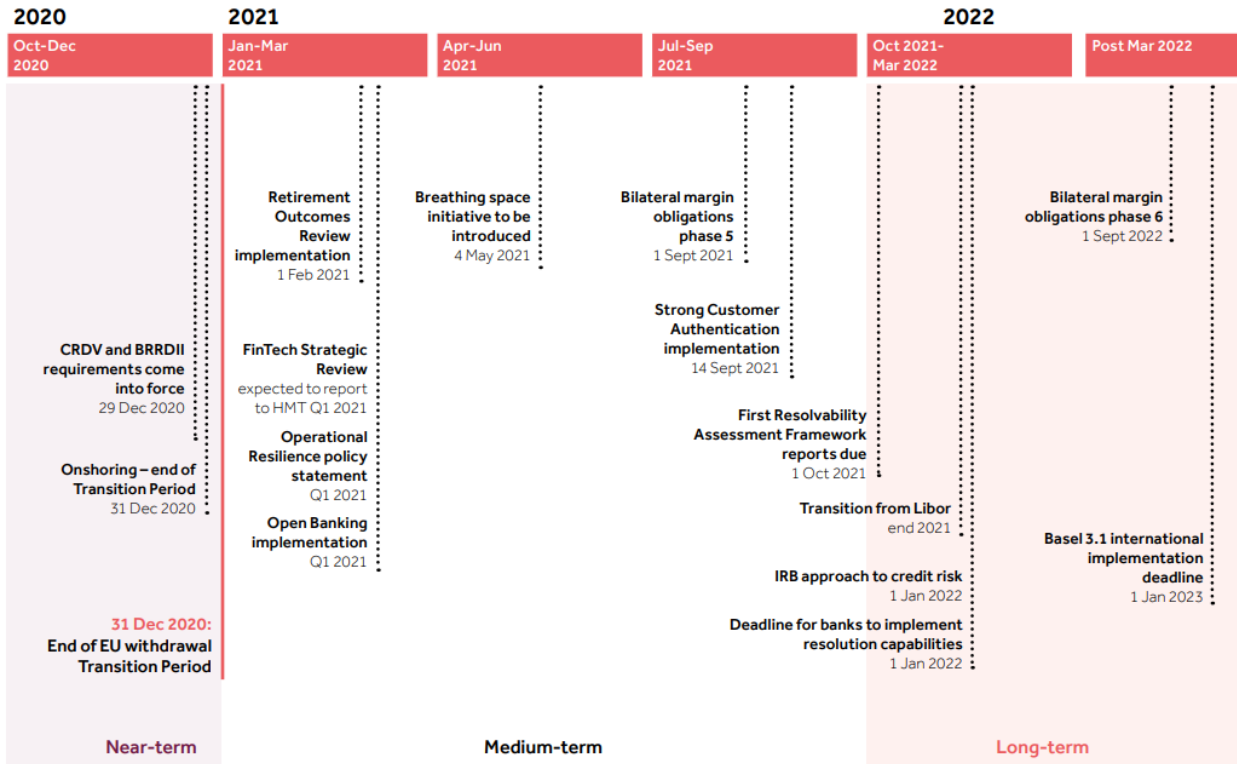 2020
2021
2022
Oct-Dec
2020
Jan-Mar
2021
Apr-Jun
2021
Jul-Sep
2021
Oct 2021-
Mar 2022
Post Mar 2022
CRDV and BRRDII
requirements come
into force
29 Dec 2020
Onshoring – end of
Transition Period
31 Dec 2020
31 Dec 2020:
End of EU withdrawal
Transition Period
Retirement
Outcomes
Review
implementation
1 Feb 2021
FinTech Strategic
Review
expected to report
to HMT Q1 2021
Operational
Resilience policy
statement
Q1 2021
Open Banking
implementation
Q1 2021
Breathing space
initiative to be
introduced
4 May 2021
Bilateral margin
obligations
phase 5
1 Sept 2021
Strong Customer
Authentication
implementation
14 Sept 2021
First Resolvability
Assessment Framework
reports due
1 Oct 2021
Transition from Libor
end 2021
IRB approach to credit risk
1 Jan 2022
Deadline for banks to implement
resolution capabilities
1 Jan 2022
Bilateral margin
obligations phase 6
1 Sept 2022
Basel 3.1 international
implementation
deadline
1 Jan 2023
Near-term
Medium-term
Long-term